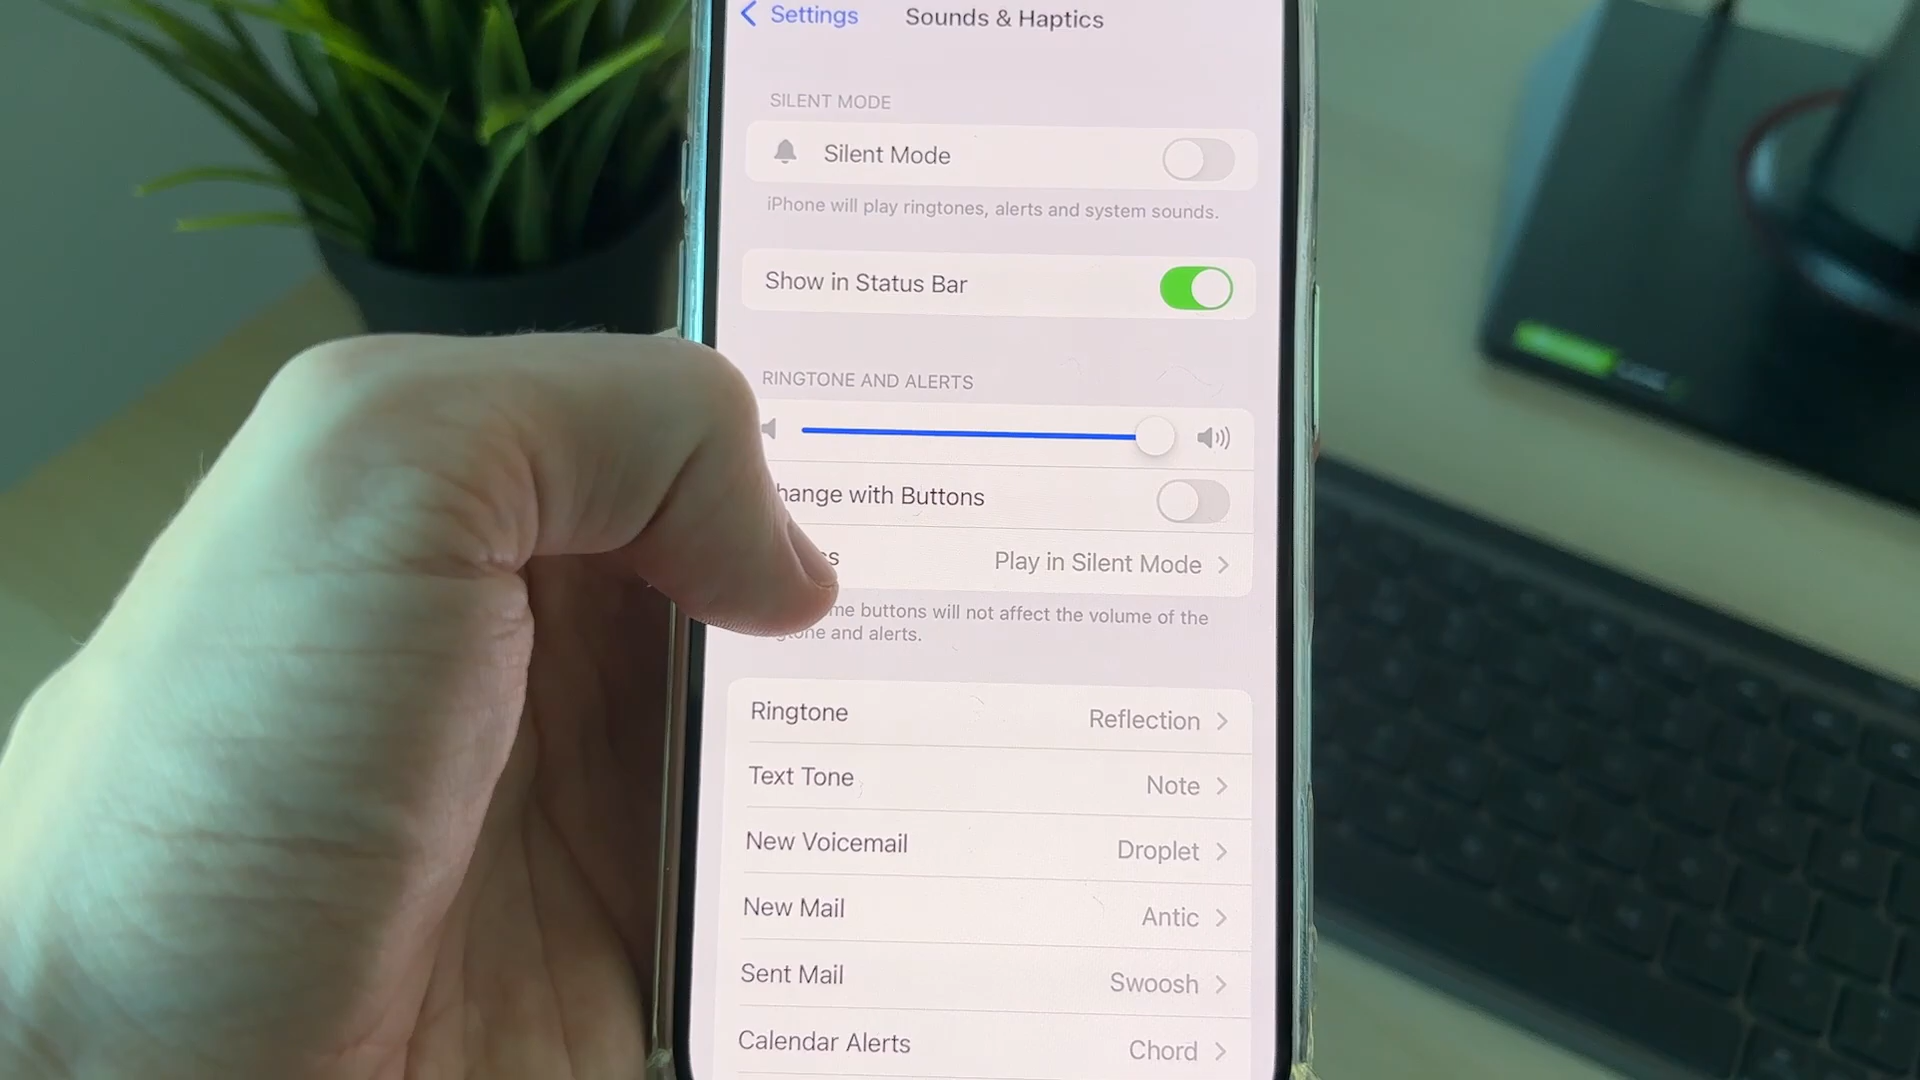 Settings Sounds & Haptics
SILENT MODE
Silent Mode
iPhone will play ringtones, alerts and system sounds.
Show in Status Bar
RINGTONE AND ALERTS
hange with Buttons
Play in Silent Mode
me buttons will not affect the volume of the
and alerts.
Ringtone Reflection
Text Tone Note
New Voicemail Droplet
New Mail Antic
Sent Mail Swoosh
Calendar Alerts Chord